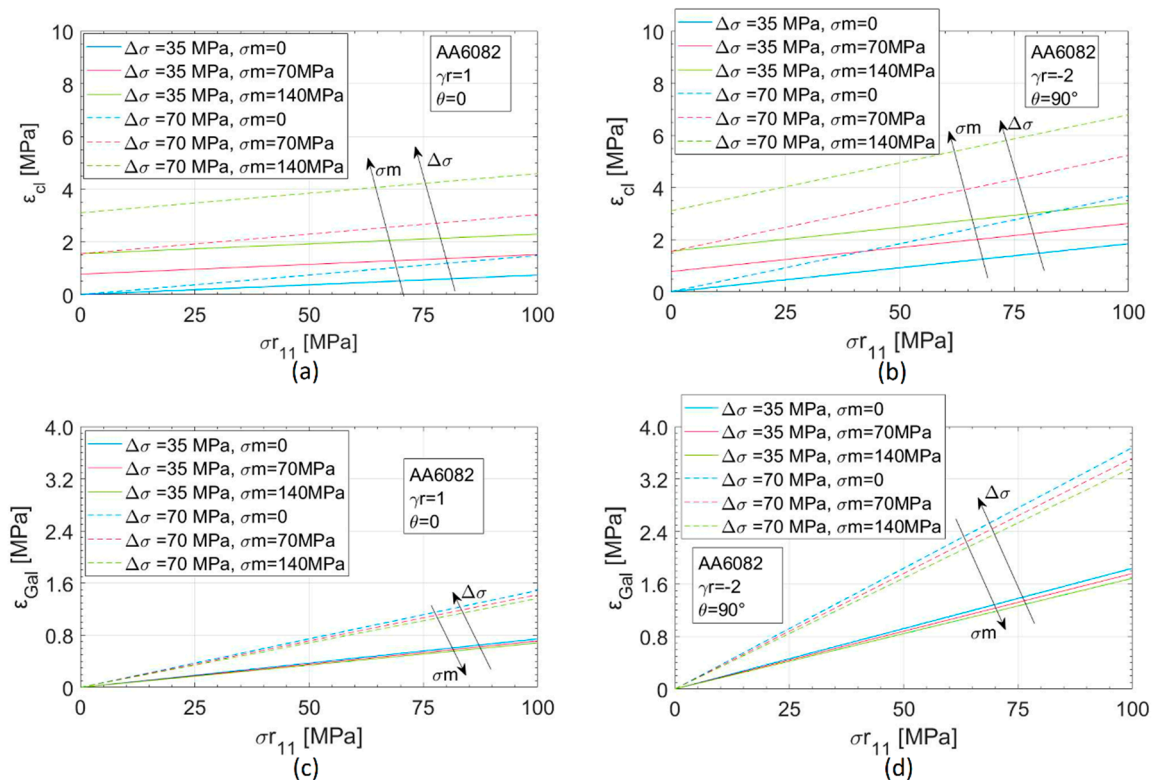 10
8
6
4
2
0
ε_cl [MPa]
Δσ =35 MPa, σm=0
Δσ =35 MPa, σm=70MPa
Δσ =35 MPa, σm=140MPa
Δσ =70 MPa, σm=0
Δσ =70 MPa, σm=70MPa
Δσ =70 MPa, σm=140MPa
AA6082
γr=1
θ=0
σm
Δσ
0 25 50 75 100
σr_11 [MPa]
(a)
10
8
6
4
2
0
ε_cl [MPa]
Δσ =35 MPa, σm=0
Δσ =35 MPa, σm=70MPa
Δσ =35 MPa, σm=140MPa
Δσ =70 MPa, σm=0
Δσ =70 MPa, σm=70MPa
Δσ =70 MPa, σm=140MPa
AA6082
γr=-2
θ=90°
σm
Δσ
0 25 50 75 100
σr_11 [MPa]
(b)
4.0
3.2
2.4
1.6
0.8
0
ε_Gal [MPa]
Δσ =35 MPa, σm=0
Δσ =35 MPa, σm=70MPa
Δσ =35 MPa, σm=140MPa
Δσ =70 MPa, σm=0
Δσ =70 MPa, σm=70MPa
Δσ =70 MPa, σm=140MPa
AA6082
γr=1
θ=0
Δσ
σm
0 25 50 75 100
σr_11 [MPa]
(c)
4.0
3.2
2.4
1.6
0.8
0
ε_Gal [MPa]
Δσ =35 MPa, σm=0
Δσ =35 MPa, σm=70MPa
Δσ =35 MPa, σm=140MPa
Δσ =70 MPa, σm=0
Δσ =70 MPa, σm=70MPa
Δσ =70 MPa, σm=140MPa
AA6082
γr=-2
θ=90°
Δσ
σm
0 25 50 75 100
σr_11 [MPa]
(d)